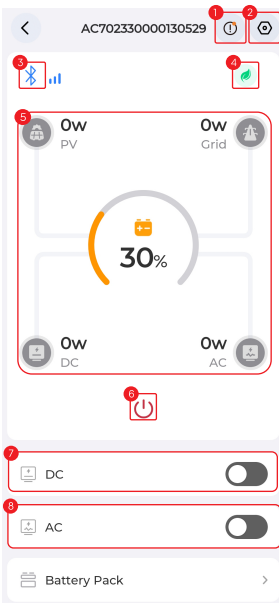 1 2
AC702330000130529
3 4
5
0w 0w
PV Grid
30%
0w 0w
DC AC
6
7
DC
8
AC
Battery Pack